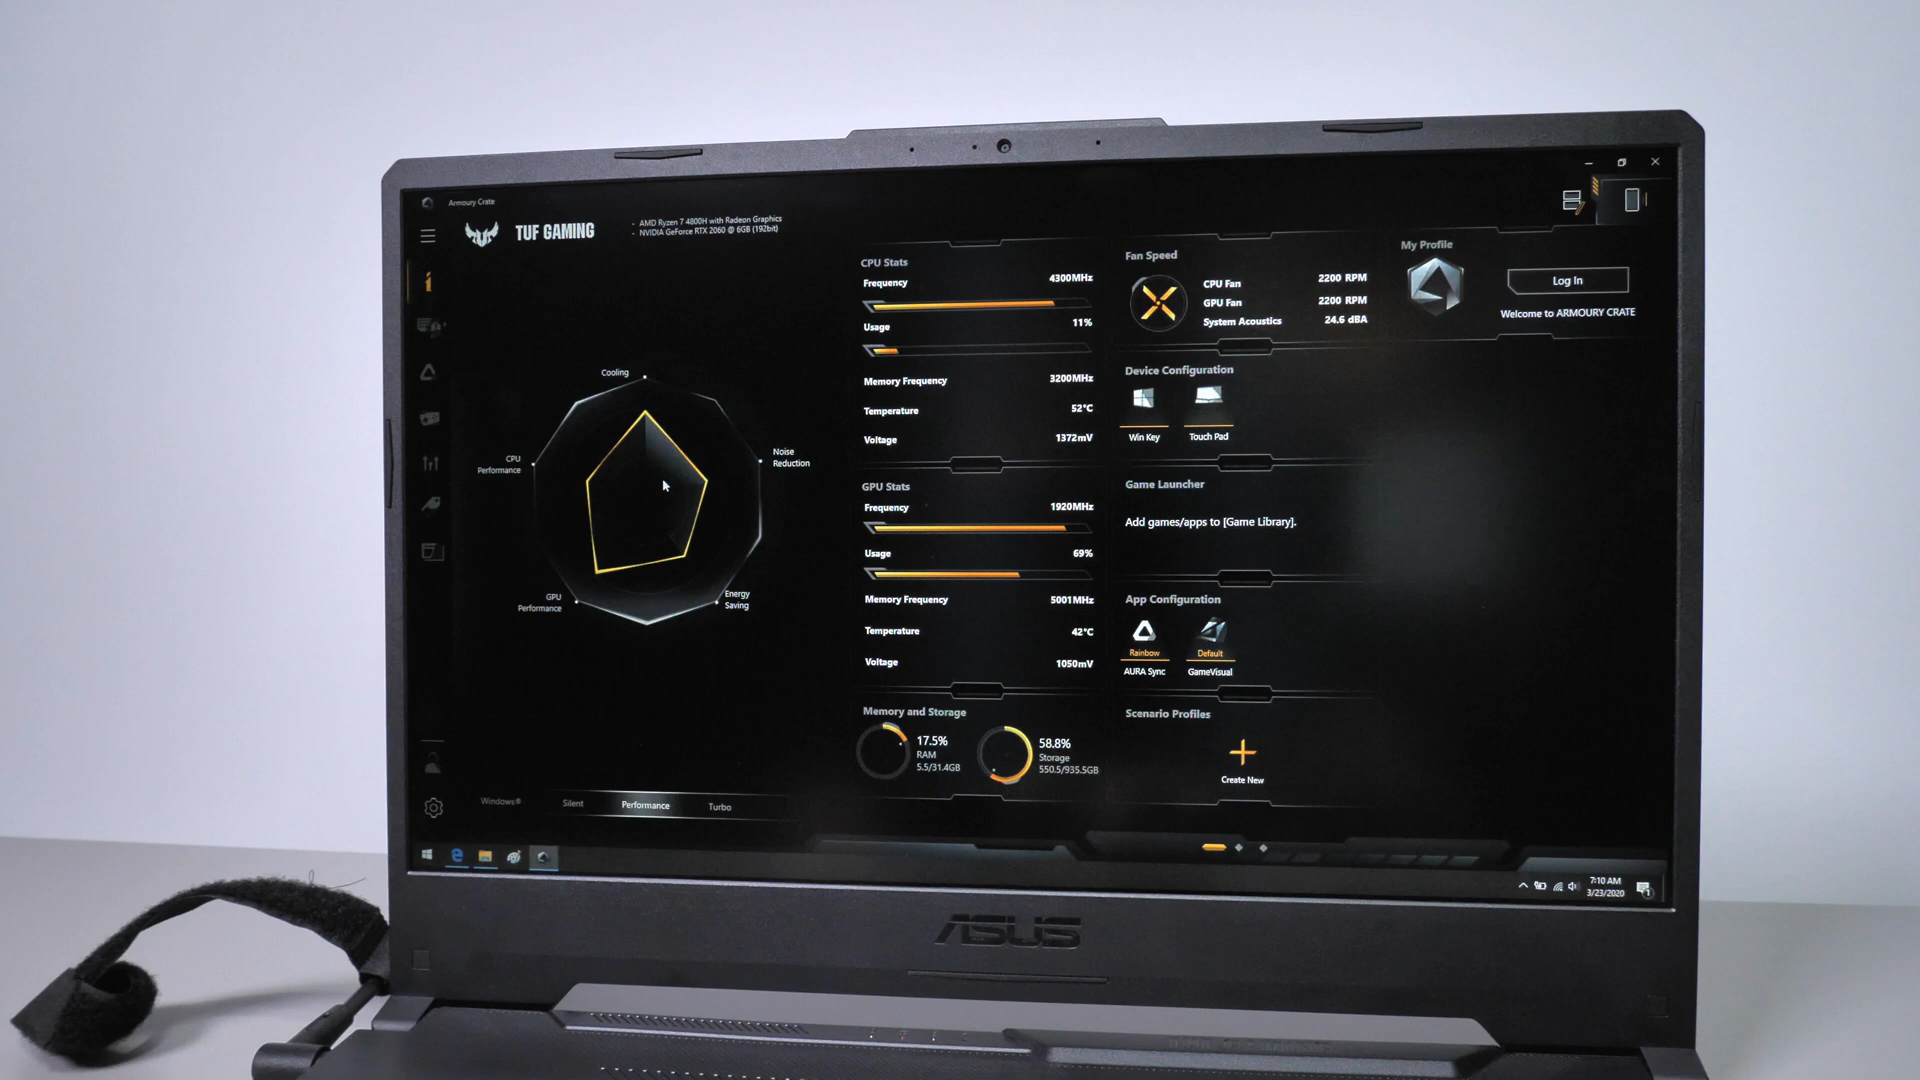 Armoury Crate
TUF GAMING
- AMD Ryzen 7 4800H with Radeon Graphics
- NVIDIA GeForce RTX 2060 @ 6GB (192bit)
Cooling
Noise
Reduction
CPU
Performance
GPU
Performance
Energy
Saving
Windows®
Silent
Performance
Turbo
CPU Stats
Frequency 4300MHz
Usage 11%
Memory Frequency 3200MHz
Temperature 52°C
Voltage 1372mV
GPU Stats
Frequency 1920MHz
Usage 69%
Memory Frequency 5001MHz
Temperature 42°C
Voltage 1050mV
Memory and Storage
17.5%
RAM
5.5/31.4GB
58.8%
Storage
550.5/935.5GB
Fan Speed
CPU Fan 2200 RPM
GPU Fan 2200 RPM
System Acoustics 24.6 dBA
Device Configuration
Win Key
Touch Pad
Game Launcher
Add games/apps to [Game Library].
App Configuration
Rainbow
AURA Sync
Default
GameVisual
Scenario Profiles
Create New
My Profile
Log In
Welcome to ARMOURY CRATE
7:10 AM
3/23/2020
1
ASUS